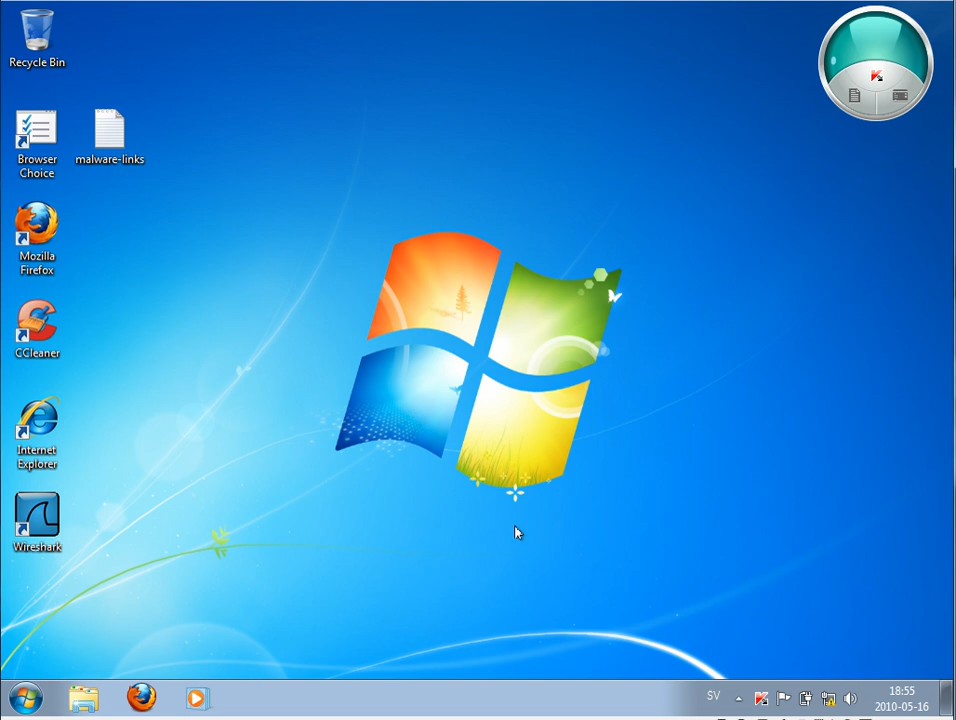 Recycle Bin
Browser
Choice
malware-links
Mozilla
Firefox
CCleaner
Internet
Explorer
Wireshark
SV
18:55
2010-05-16